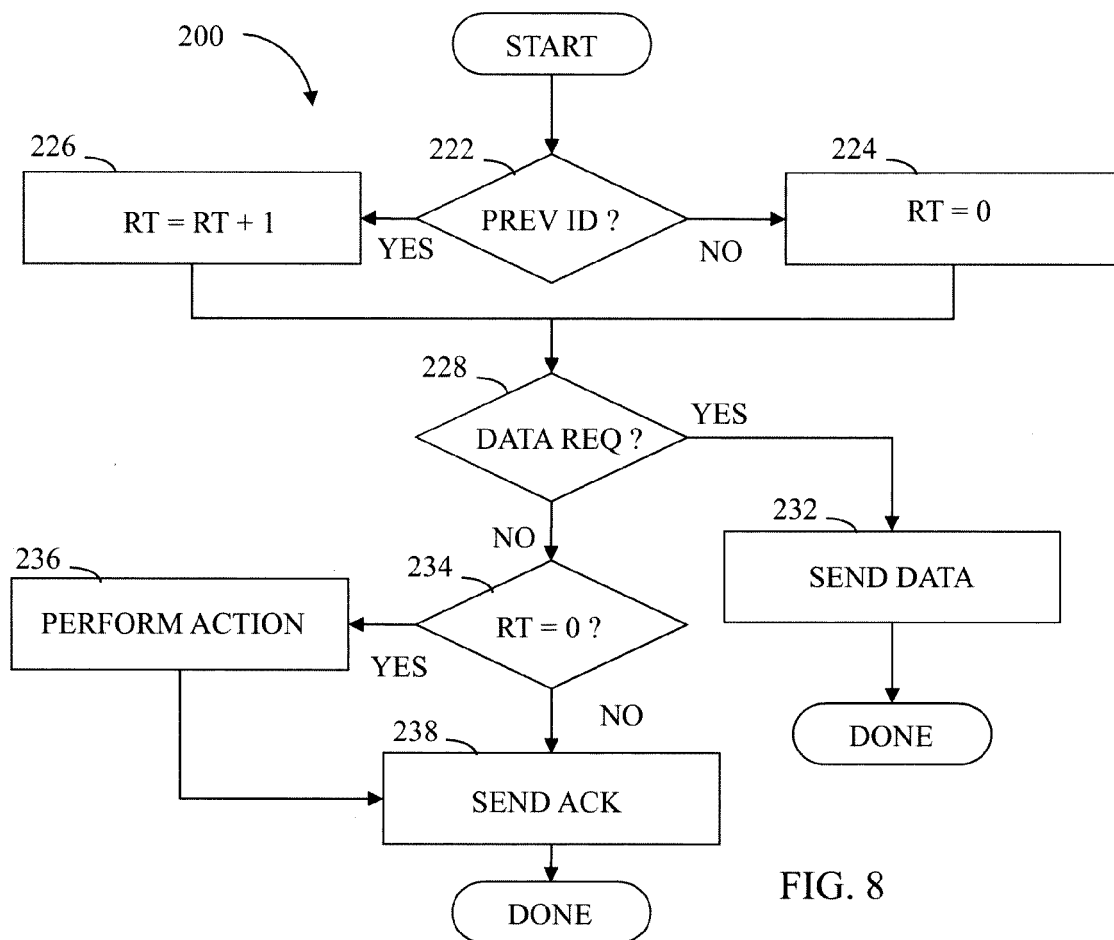 START
200
226
222
224
RT = RT + 1
PREV ID ?
RT = 0
YES
NO
228
DATA REQ ?
YES
NO
232
SEND DATA
236
234
PERFORM ACTION
RT = 0 ?
YES
NO
DONE
238
SEND ACK
DONE
FIG. 8